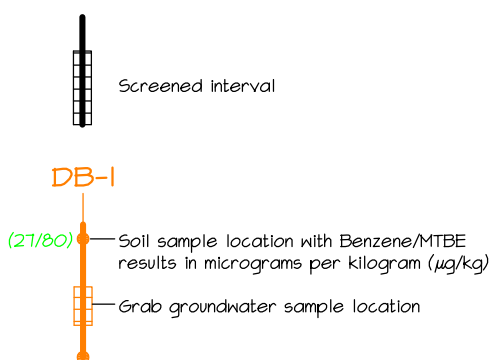 Screened interval
DB-1
(27/80) Soil sample location with Benzene/MTBE
results in micrograms per kilogram (µg/kg)
Grab groundwater sample location